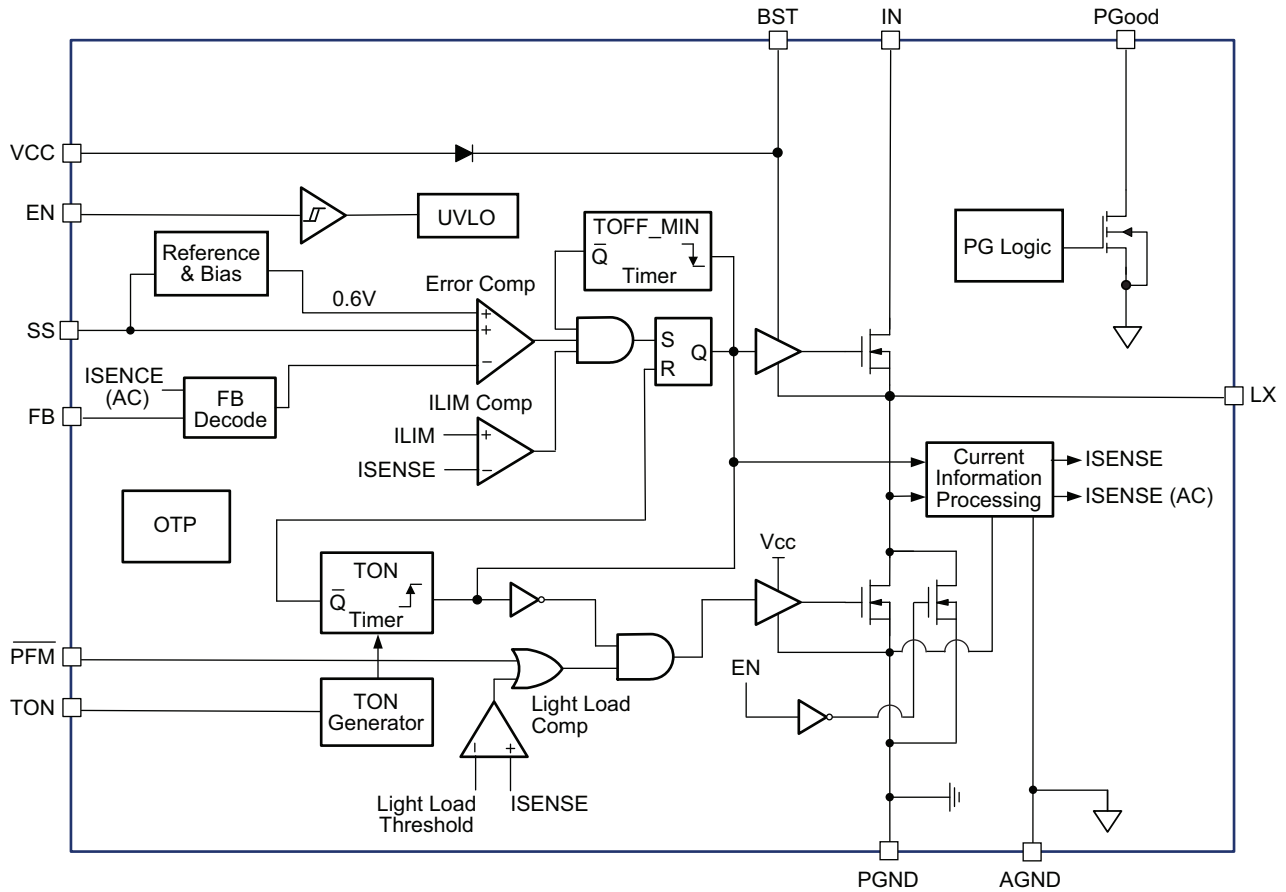 BST
IN
PGood
VCC
EN
UVLO
TOFF_MIN
Q̅
Timer
PG Logic
Reference
& Bias
Error Comp
0.6V
SS
+
+
−
S
R
Q
ISENCE
(AC)
FB
FB
Decode
ILIM Comp
ILIM
+
ISENSE
−
LX
Current
Information
Processing
ISENSE
ISENSE (AC)
OTP
Vcc
TON
Q̅
Timer
P̅F̅M̅
TON
TON
Generator
Light Load
Comp
EN
−
+
Light Load
Threshold
ISENSE
PGND
AGND